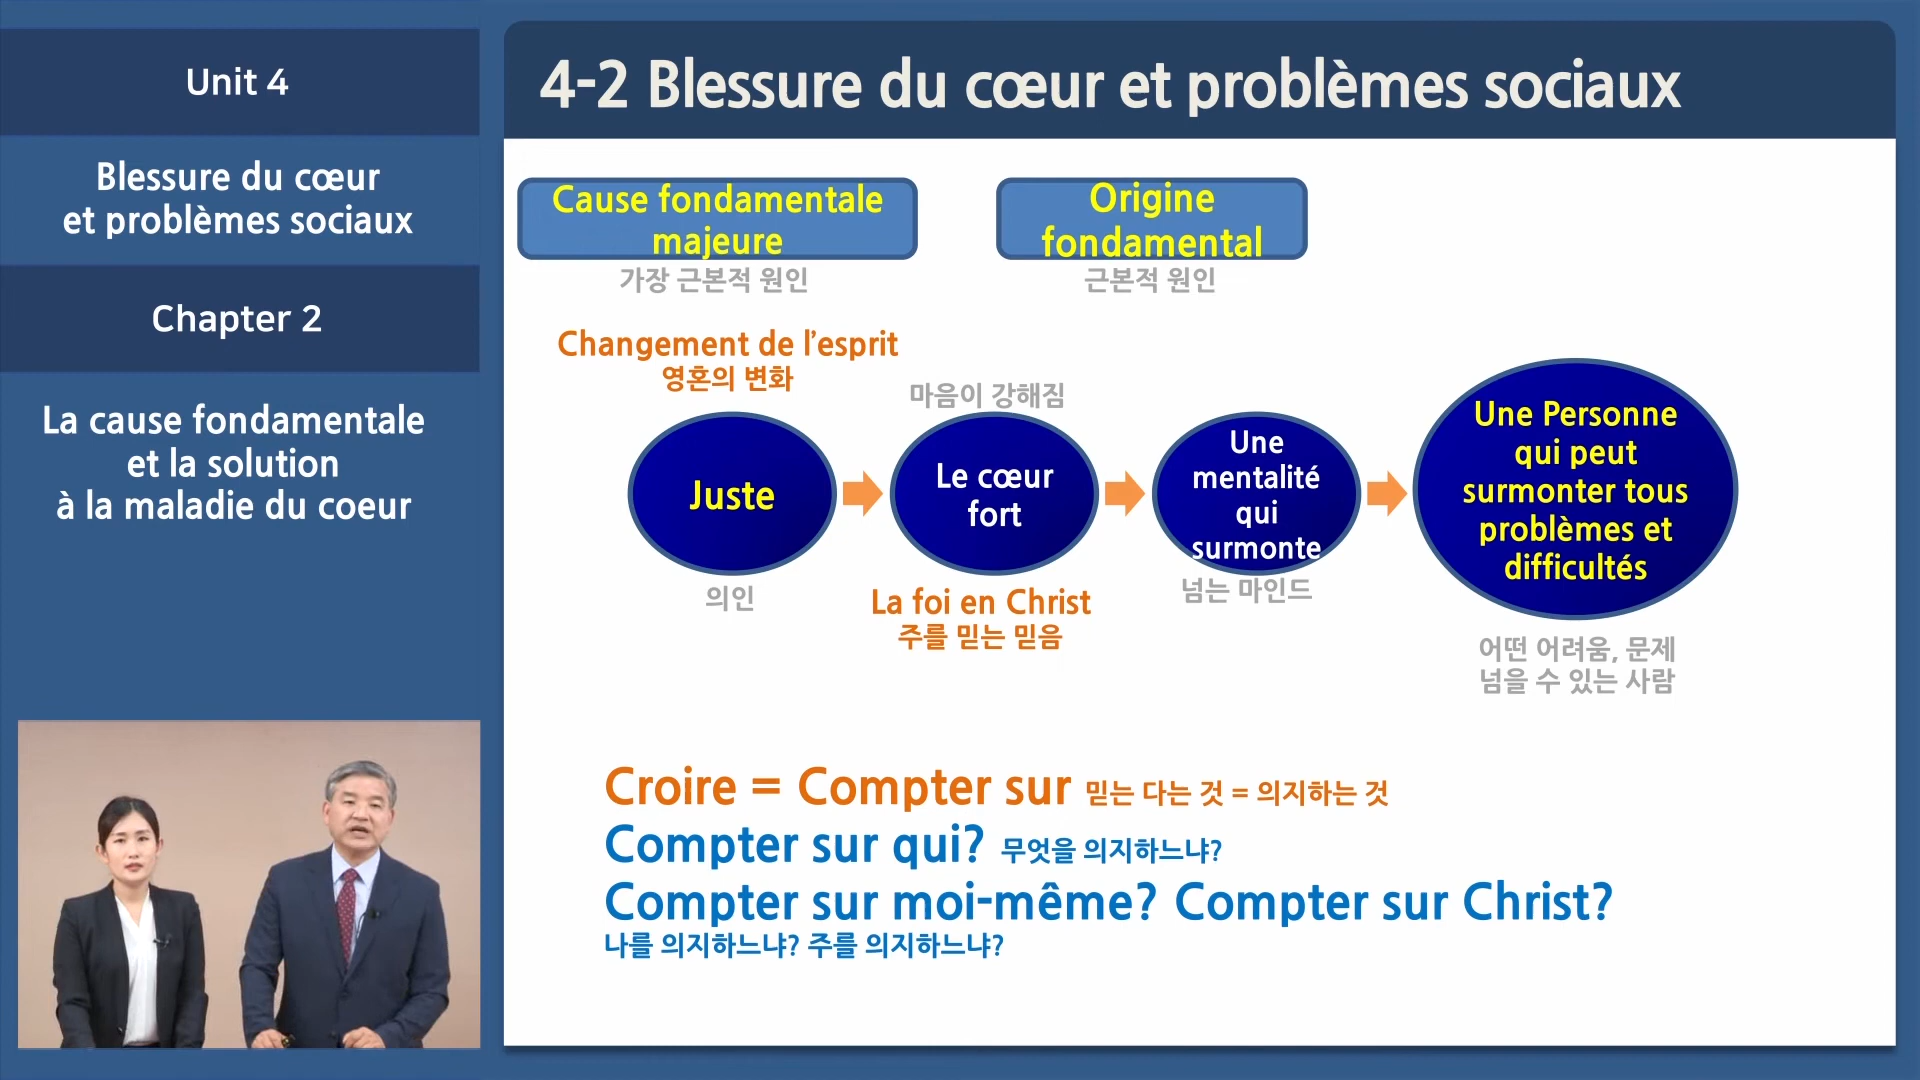 Unit 4
Blessure du cœur
et problèmes sociaux
Chapter 2
La cause fondamentale
et la solution
à la maladie du coeur
4-2 Blessure du cœur et problèmes sociaux
Cause fondamentale
majeure
가장 근본적 원인
Origine
fondamental
근본적 원인
Changement de l’esprit
영혼의 변화
마음이 강해짐
Juste
의인
Le cœur
fort
La foi en Christ
주를 믿는 믿음
Une
mentalité
qui
surmonte
넘는 마인드
Une Personne
qui peut
surmonter tous
problèmes et
difficultés
어떤 어려움, 문제
넘을 수 있는 사람
Croire = Compter sur 믿는 다는 것 = 의지하는 것
Compter sur qui? 무엇을 의지하느냐?
Compter sur moi-même? Compter sur Christ?
나를 의지하느냐? 주를 의지하느냐?